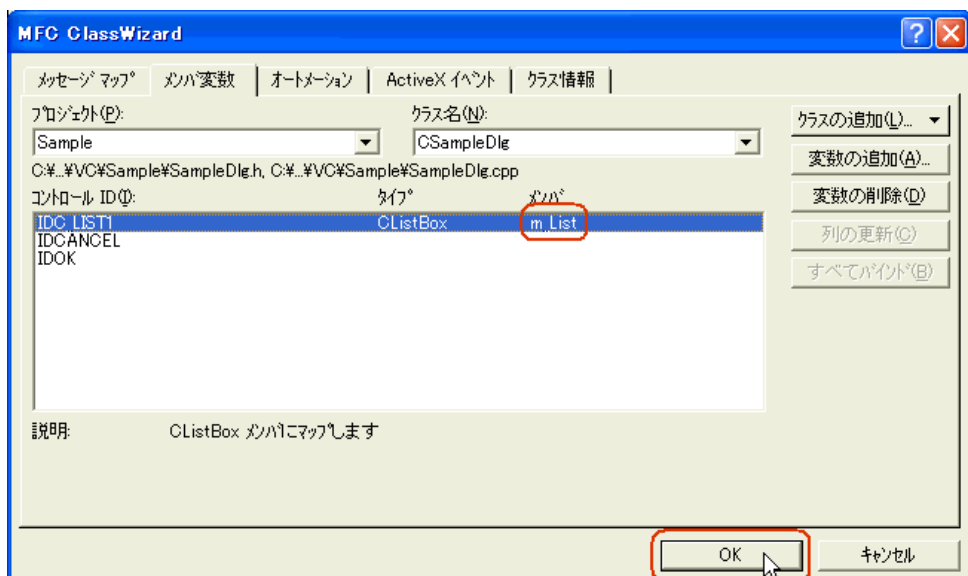 MFC ClassWizard
メッセージ マップ メンバ変数 オートメーション ActiveX イベント クラス情報
プロジェクト(P): クラス名(N):
Sample CSampleDlg
クラスの追加(L)...
変数の追加(A)...
C:¥...¥VC¥Sample¥SampleDlg.h, C:¥...¥VC¥Sample¥SampleDlg.cpp
コントロール ID(I): タイプ メンバ
変数の削除(D)
IDC_LIST1 CListBox m_List
IDCANCEL
列の更新(C)
IDOK
すべてバインド(B)
説明: CListBox メンバにマップします
OK キャンセル